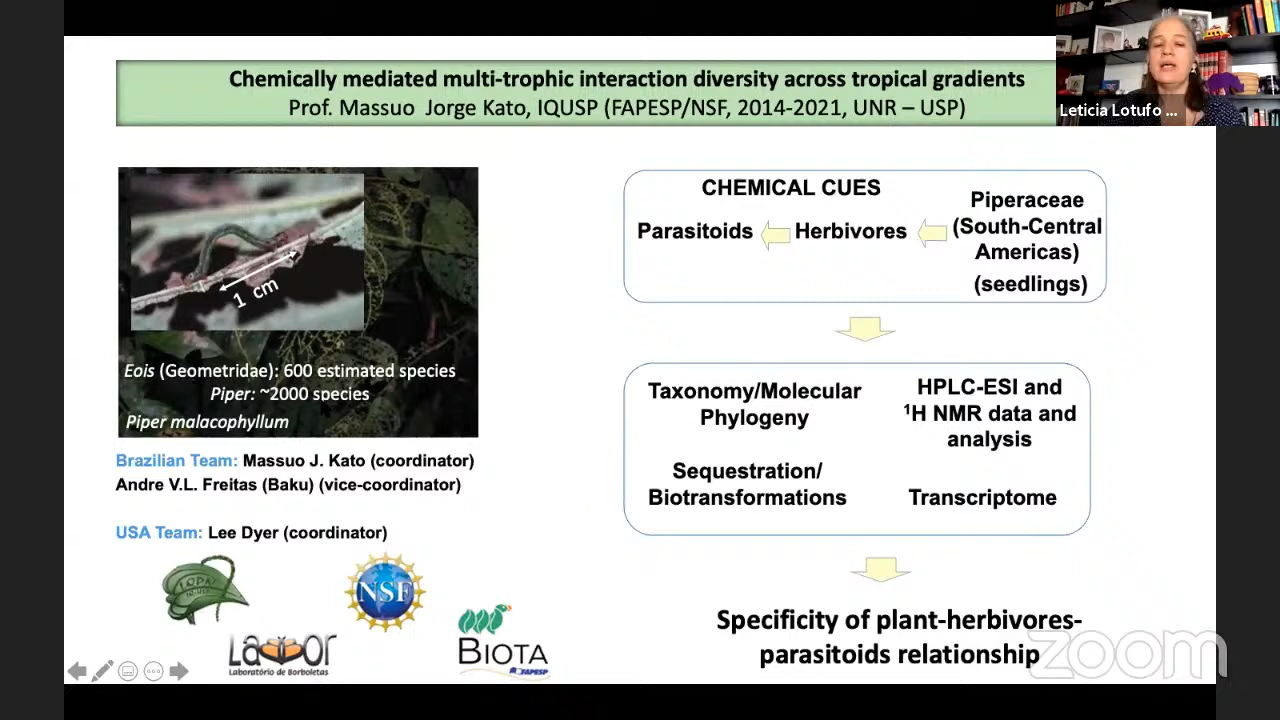 Chemically mediated multi-trophic interaction diversity across tropical gradients
Prof. Massuo Jorge Kato, IQUSP (FAPESP/NSF, 2014-2021, UNR – USP)
Leticia Lotufo ...
1 cm
Eois (Geometridae): 600 estimated species
Piper: ~2000 species
Piper malacophyllum
Brazilian Team: Massuo J. Kato (coordinator)
Andre V.L. Freitas (Baku) (vice-coordinator)
USA Team: Lee Dyer (coordinator)
NSF
Laboratório de Borboletas
BIOTA
FAPESP
CHEMICAL CUES
Parasitoids
Herbivores
Piperaceae
(South-Central
Americas)
(seedlings)
Taxonomy/Molecular
Phylogeny
HPLC-ESI and
¹H NMR data and
analysis
Sequestration/
Biotransformations
Transcriptome
Specificity of plant-herbivores-
parasitoids relationship
zoom